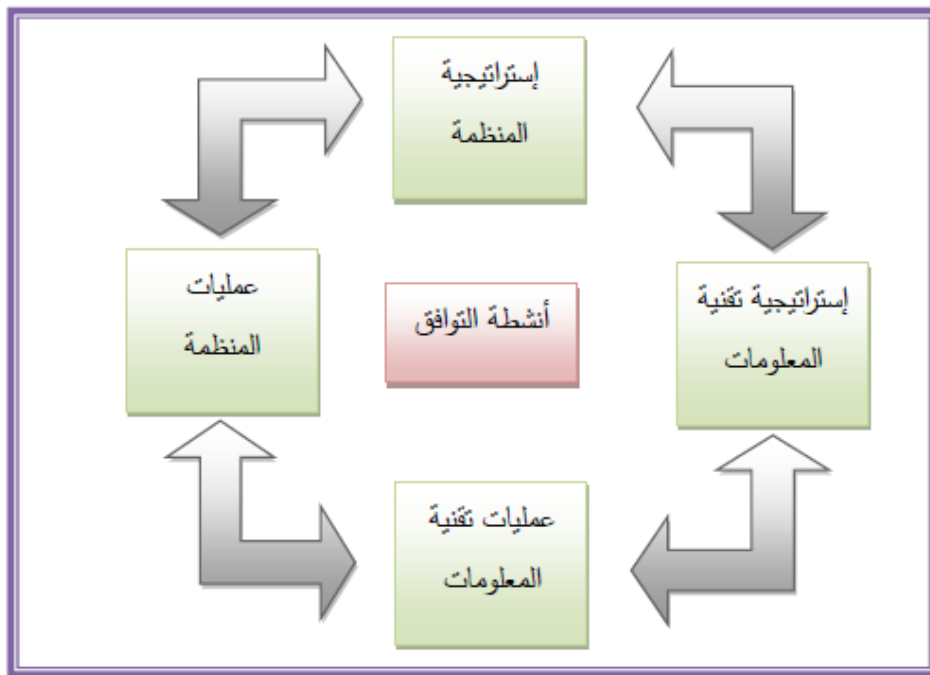 إستراتيجية
المنظمة
إستراتيجية تقنية
المعلومات
عمليات
المنظمة
أنشطة التوافق
عمليات تقنية
المعلومات